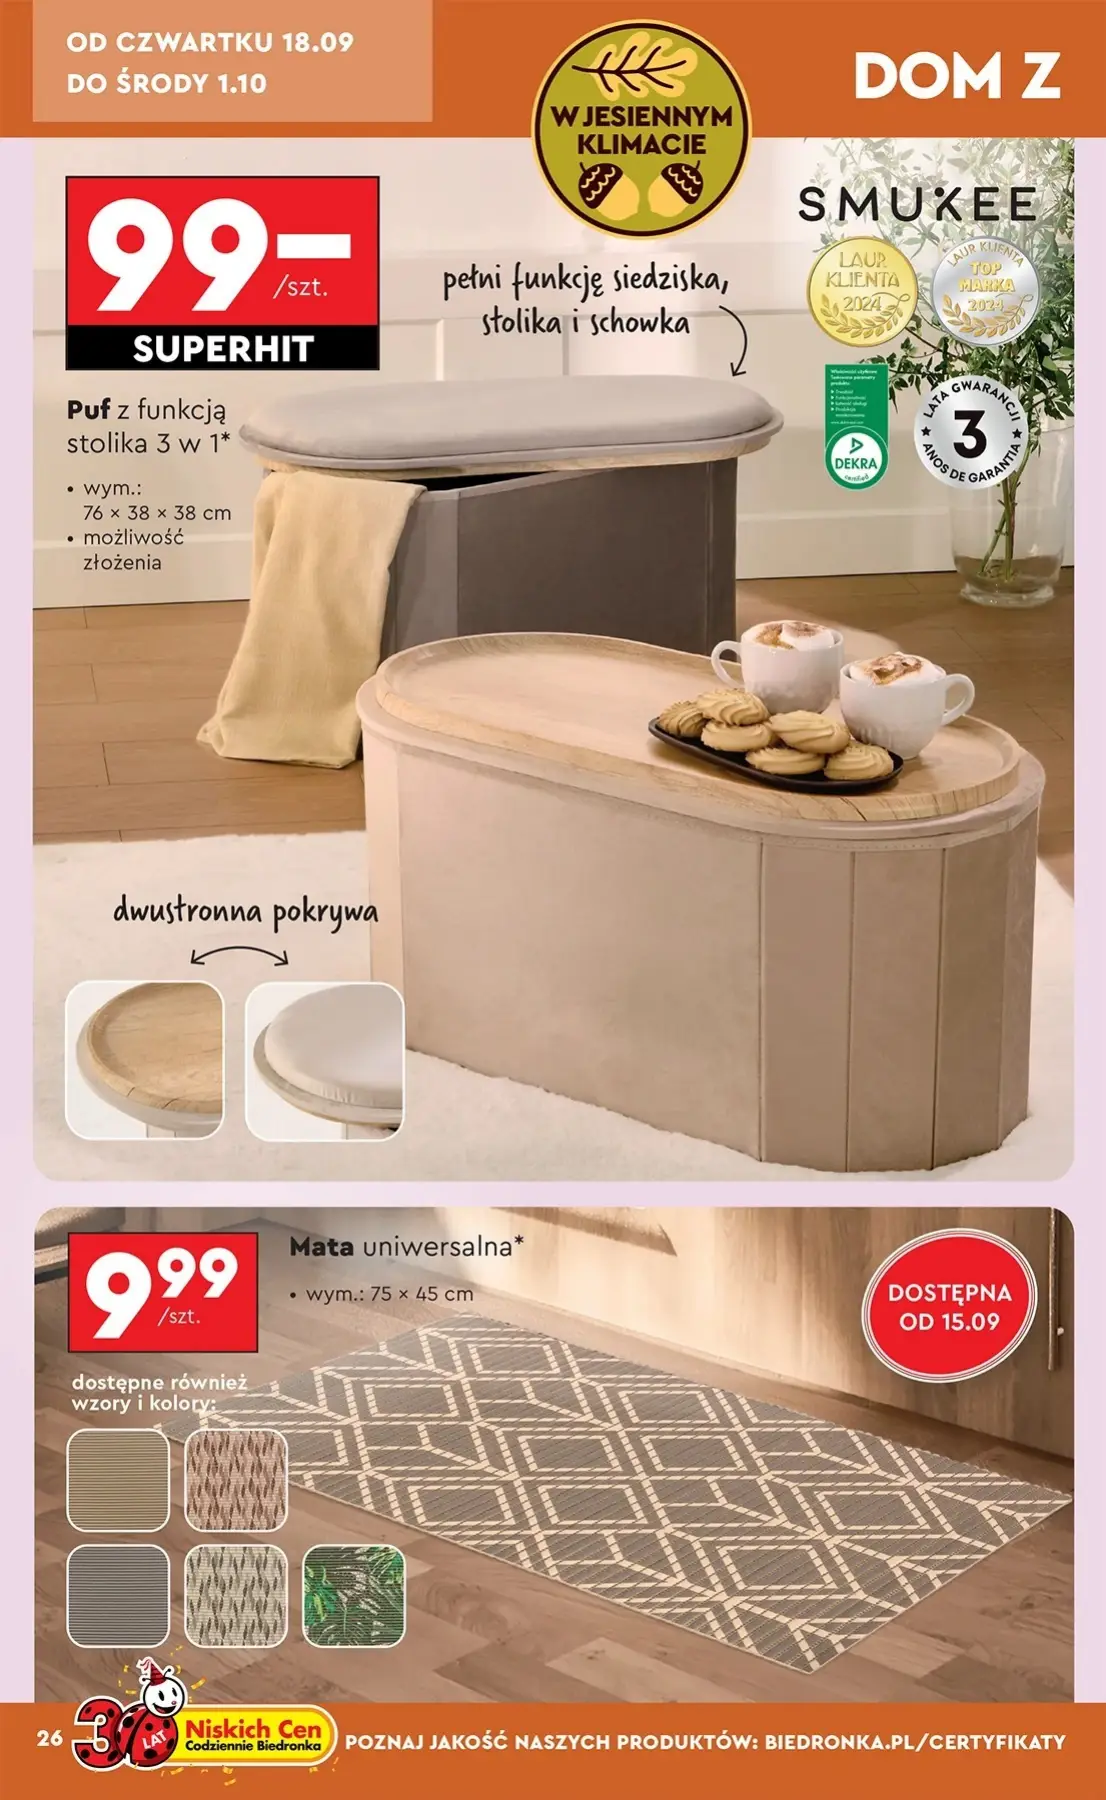 OD CZWARTKU 18.09
DO ŚRODY 1.10
W JESIENNYM
KLIMACIE
DOM Z
99-
/szt.
SUPERHIT
Puf z funkcją
stolika 3 w 1*
• wym.:
76 × 38 × 38 cm
• możliwość
złożenia
pełni funkcję siedziska,
stolika i schowka
SMUKEE
LAUR
KLIENTA
2024
LAUR KLIENTA
TOP
MARKA
2024
DEKRA
certified
LATA GWARANCJI
3
AÑOS DE GARANTÍA
dwustronna pokrywa
9 99
/szt.
Mata uniwersalna*
• wym.: 75 × 45 cm
DOSTĘPNA
OD 15.09
dostępne również
wzory i kolory:
26
30
LAT
Niskich Cen
Codziennie Biedronka
POZNAJ JAKOŚĆ NASZYCH PRODUKTÓW: BIEDRONKA.PL/CERTYFIKATY